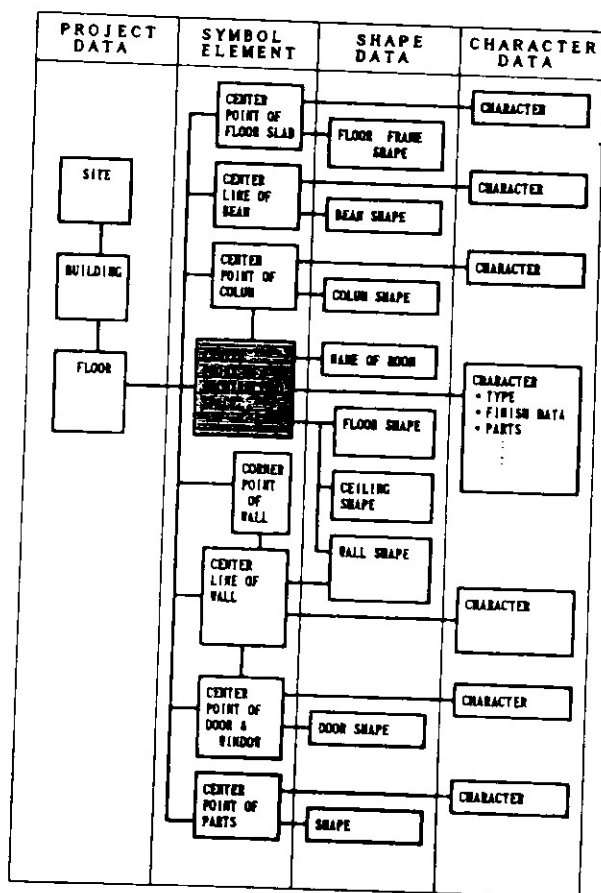 PROJECT
DATA
SYMBOL
ELEMENT
SHAPE
DATA
CHARACTER
DATA
SITE
BUILDING
FLOOR
CENTER
POINT OF
FLOOR SLAB
CENTER
LINE OF
BEAN
CENTER
POINT OF
COLUM
CORNER
POINT OF
WALL
CENTER
LINE OF
WALL
CENTER
POINT OF
DOOR &
WINDOW
CENTER
POINT OF
PARTS
FLOOR FRAME
SHAPE
BEAN SHAPE
COLUM SHAPE
NAME OF ROOM
FLOOR SHAPE
CEILING
SHAPE
WALL SHAPE
DOOR SHAPE
SHAPE
CHARACTER
CHARACTER
CHARACTER
CHARACTER
• TYPE
• FINISH DATA
• PARTS
CHARACTER
CHARACTER
CHARACTER